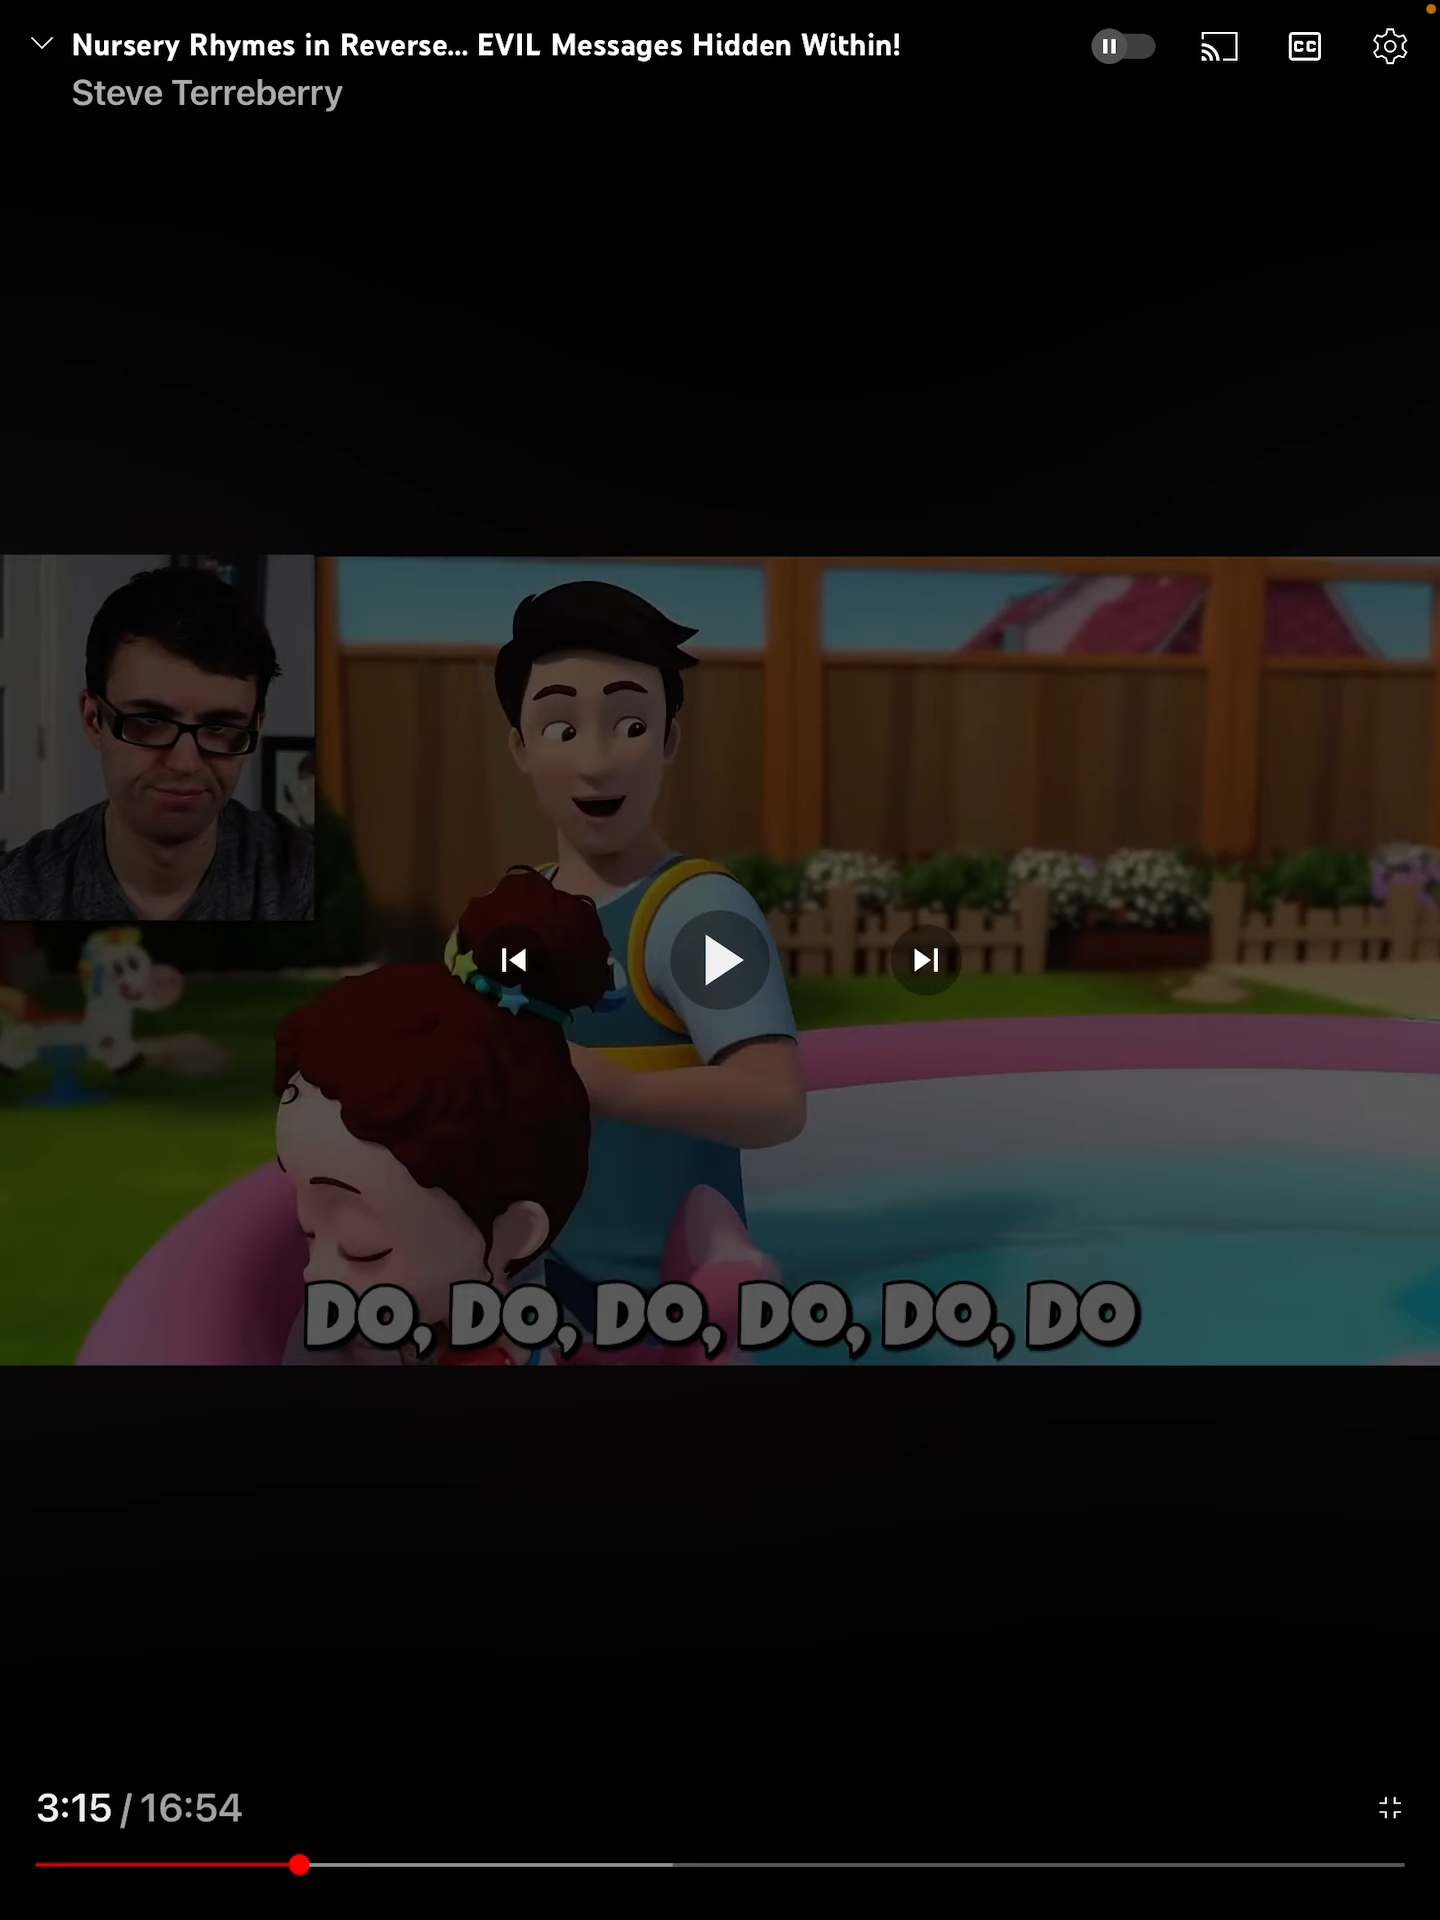 Nursery Rhymes in Reverse... EVIL Messages Hidden Within!
Steve Terreberry
CC
DO, DO, DO, DO, DO, DO
3:15 / 16:54